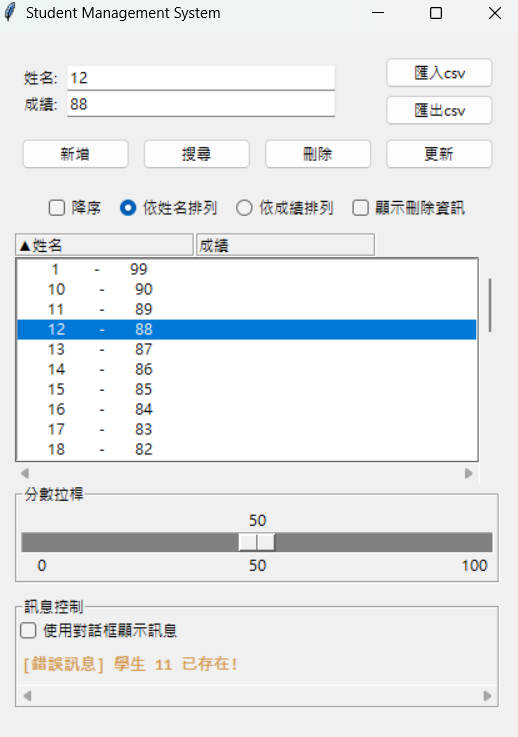 Student Management System
姓名: 12
匯入csv
成績: 88
匯出csv
新增 搜尋 刪除 更新
降序 依姓名排列 依成績排列 顯示刪除資訊
▲姓名 成績
1 - 99
10 - 90
11 - 89
12 - 88
13 - 87
14 - 86
15 - 85
16 - 84
17 - 83
18 - 82
分數拉桿
50
0 50 100
訊息控制
使用對話框顯示訊息
[錯誤訊息] 學生 11 已存在!